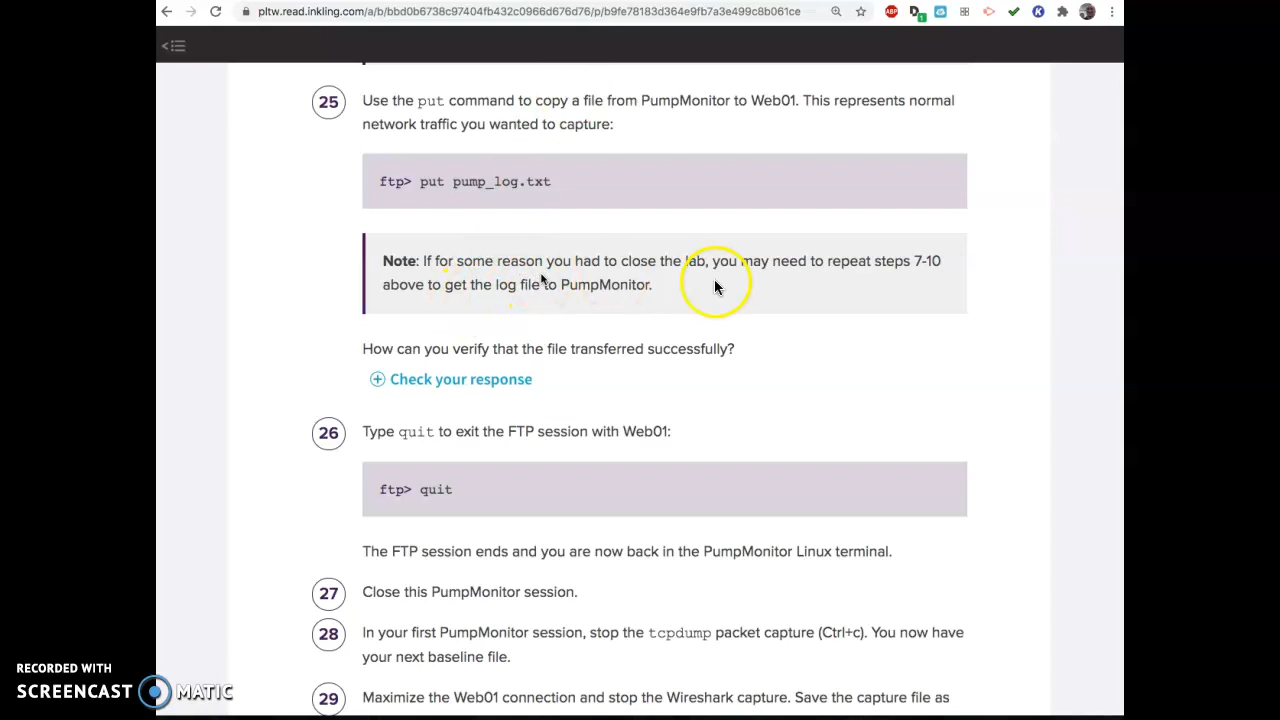 pltw.read.inkling.com/a/b/bbd0b6738c97404fb432c0966d676d76/p/b9fe78183d364e9fb7a3e499c8b061ce
ABP
1
25
Use the put command to copy a file from PumpMonitor to Web01. This represents normal
network traffic you wanted to capture:
ftp> put pump_log.txt
Note: If for some reason you had to close the lab, you may need to repeat steps 7-10
above to get the log file to PumpMonitor.
How can you verify that the file transferred successfully?
Check your response
26
Type quit to exit the FTP session with Web01:
ftp> quit
The FTP session ends and you are now back in the PumpMonitor Linux terminal.
27
Close this PumpMonitor session.
28
In your first PumpMonitor session, stop the tcpdump packet capture (Ctrl+c). You now have
your next baseline file.
29
Maximize the Web01 connection and stop the Wireshark capture. Save the capture file as
RECORDED WITH
SCREENCAST MATIC